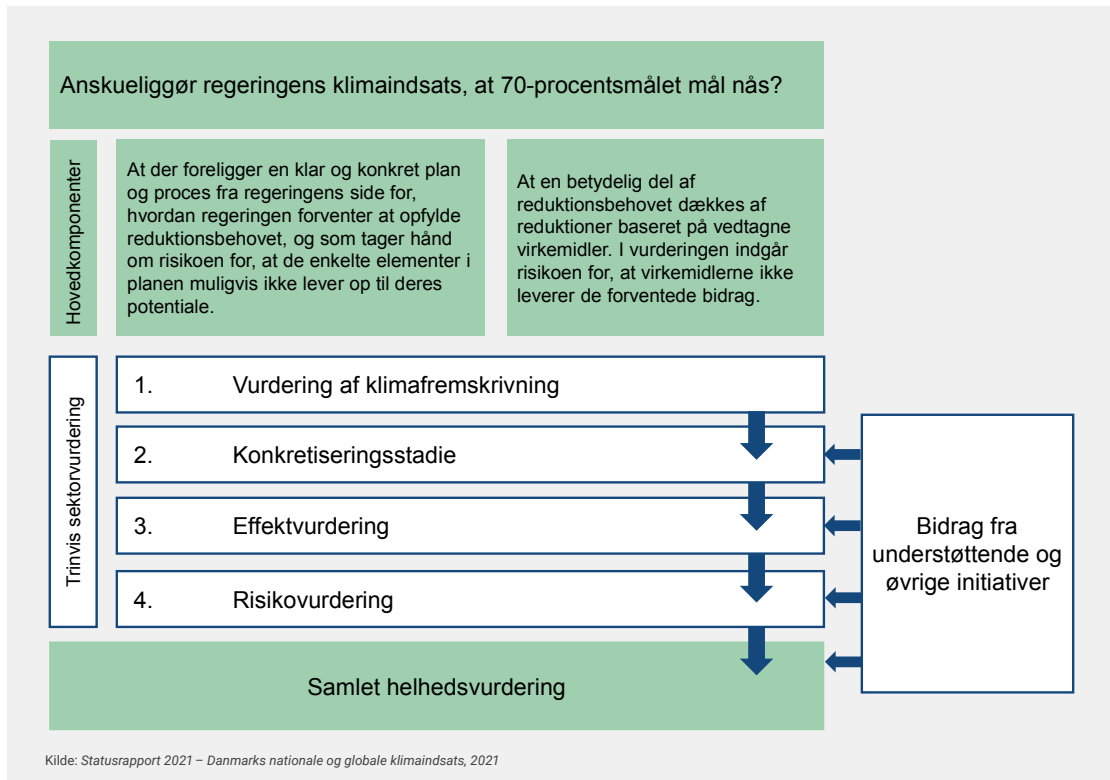 Anskueliggør regeringens klimaindsats, at 70-procentsmålet mål nås?
Hovedkomponenter
At der foreligger en klar og konkret plan
og proces fra regeringens side for,
hvordan regeringen forventer at opfylde
reduktionsbehovet, og som tager hånd
om risikoen for, at de enkelte elementer i
planen muligvis ikke lever op til deres
potentiale.
At en betydelig del af
reduktionsbehovet dækkes af
reduktioner baseret på vedtagne
virkemidler. I vurderingen indgår
risikoen for, at virkemidlerne ikke
leverer de forventede bidrag.
Trinvis sektorvurdering
1. Vurdering af klimafremskrivning
2. Konkretiseringsstadie
3. Effektvurdering
4. Risikovurdering
Bidrag fra
understøttende og
øvrige initiativer
Samlet helhedsvurdering
Kilde: Statusrapport 2021 – Danmarks nationale og globale klimaindsats, 2021